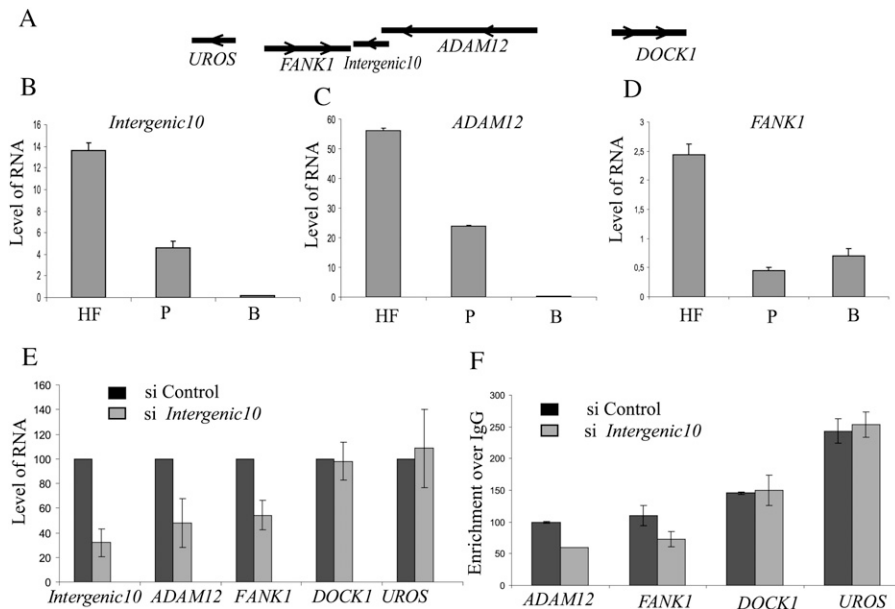 A
UROS
FANK1
Intergenic10
ADAM12
DOCK1
B
Intergenic10
Level of RNA
16
14
12
10
8
6
4
2
0
HF P B
C
ADAM12
Level of RNA
60
50
40
30
20
10
0
HF P B
D
FANK1
Level of RNA
3
2,5
2
1,5
1
0,5
0
HF P B
E
si Control
si Intergenic10
Level of RNA
160
140
120
100
80
60
40
20
0
Intergenic10 ADAM12 FANK1 DOCK1 UROS
F
si Control
si Intergenic10
Enrichment over IgG
300
250
200
150
100
50
0
ADAM12 FANK1 DOCK1 UROS